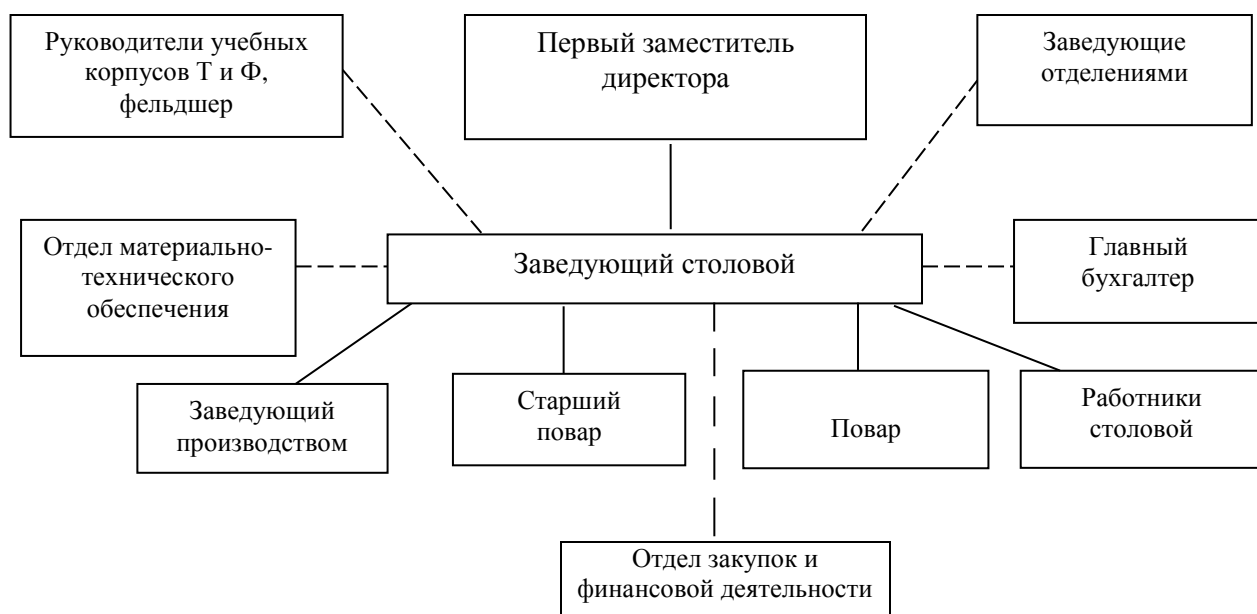 Руководители учебных
корпусов Т и Ф,
фельдшер
Первый заместитель
директора
Заведующие
отделениями
Отдел материально-
технического
обеспечения
Заведующий столовой
Главный
бухгалтер
Заведующий
производством
Старший
повар
Повар
Работники
столовой
Отдел закупок и
финансовой деятельности